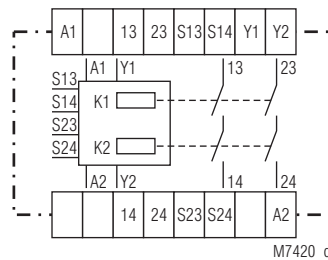 A1 13 23 S13 S14 Y1 Y2
A1 Y1 13 23
S13
S14
S23
S24
K1
K2
A2 Y2 14 24
14 24 S23 S24 A2
M7420_c